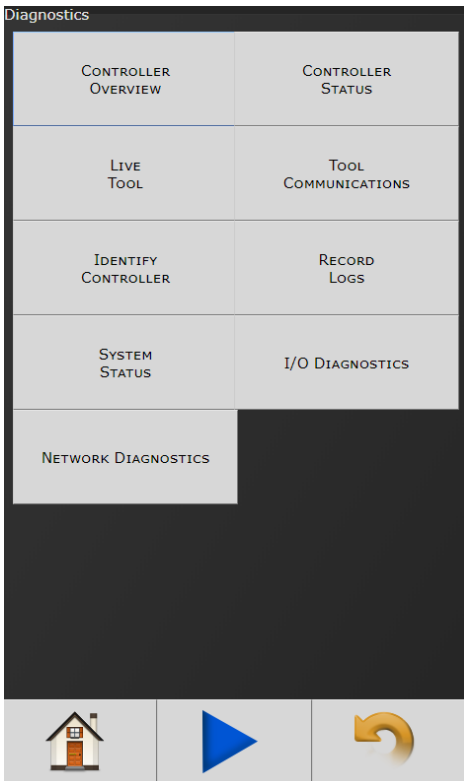 Diagnostics
Controller
Overview
Controller
Status
Live
Tool
Tool
Communications
Identify
Controller
Record
Logs
System
Status
I/O Diagnostics
Network Diagnostics